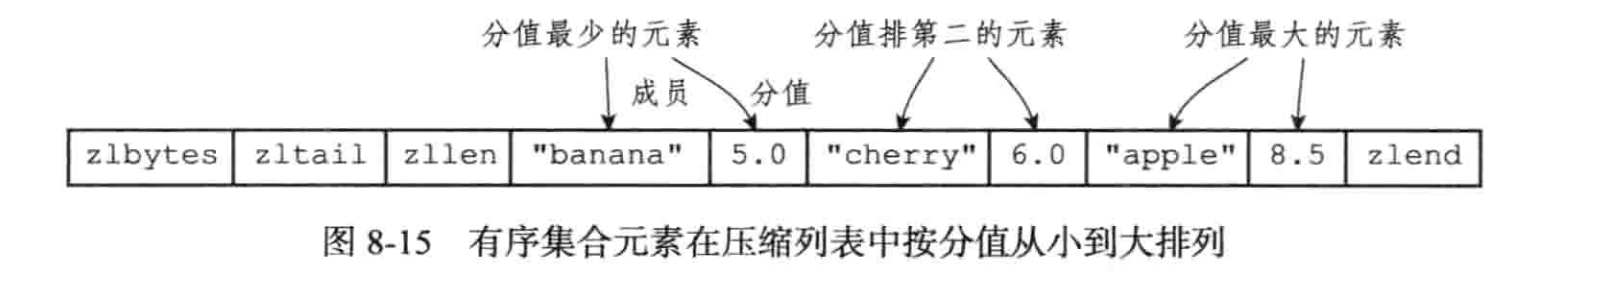 分值最少的元素 分值排第二的元素 分值最大的元素
成员 分值
zlbytes zltail zllen "banana" 5.0 "cherry" 6.0 "apple" 8.5 zlend
图 8-15 有序集合元素在压缩列表中按分值从小到大排列